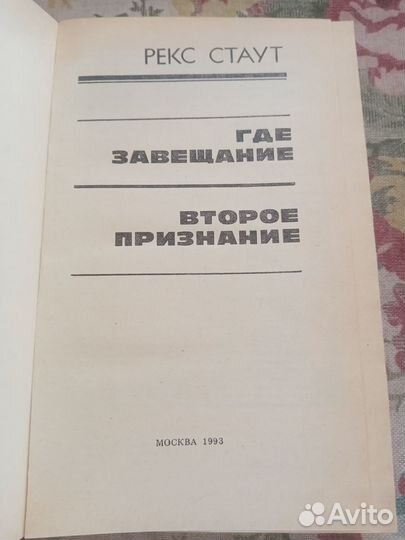 РЕКС СТАУТ
ГДЕ
ЗАВЕЩАНИЕ
ВТОРОЕ
ПРИЗНАНИЕ
МОСКВА 1993
Avito